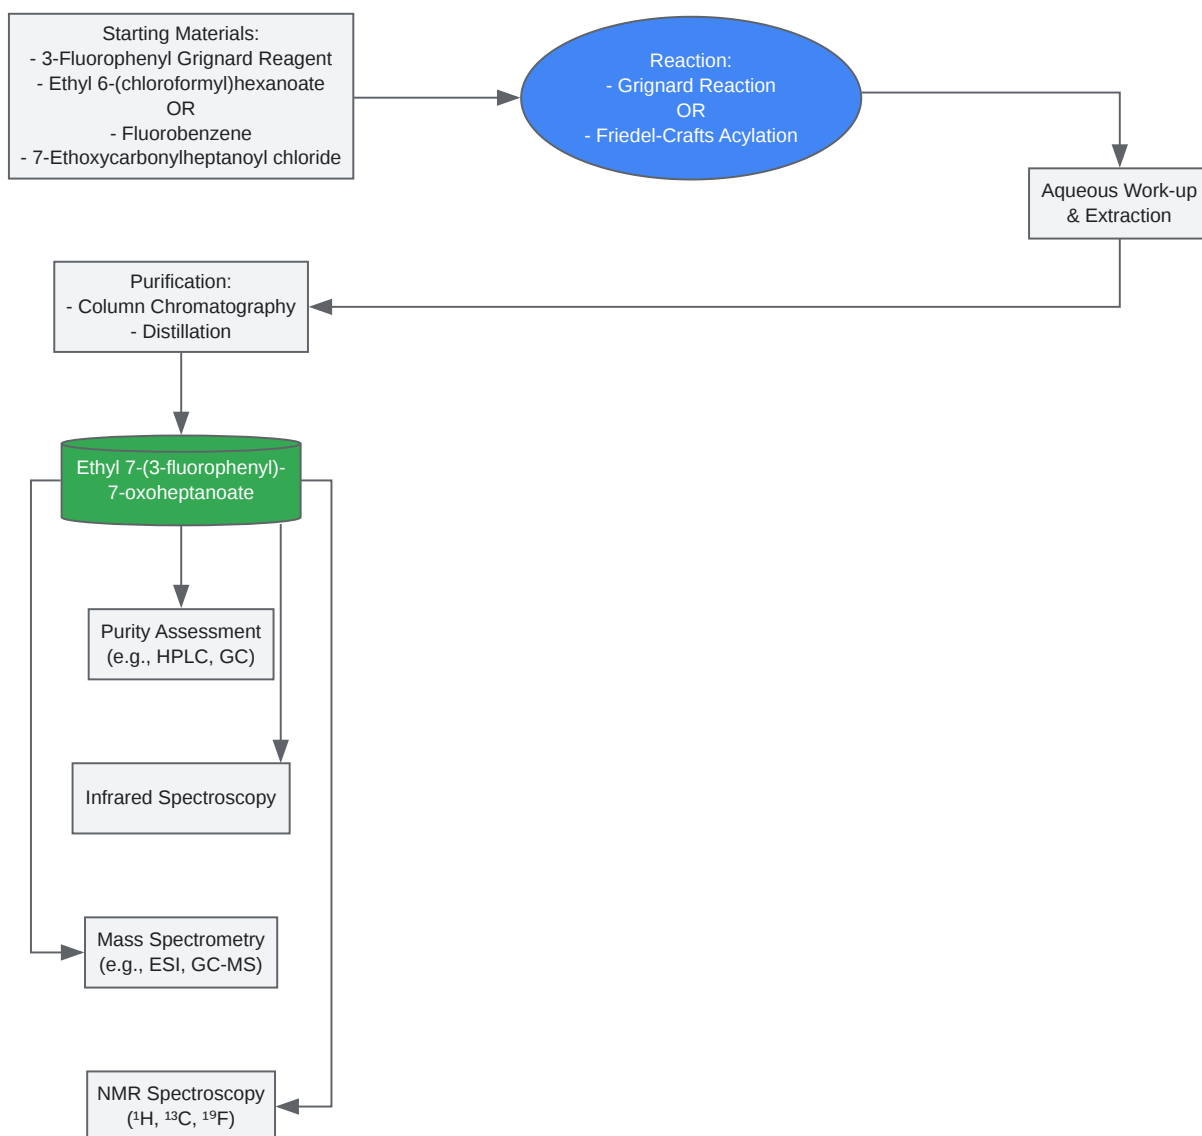 Starting Materials:
- 3-Fluorophenyl Grignard Reagent
- Ethyl 6-(chloroformyl)hexanoate
OR
- Fluorobenzene
- 7-Ethoxycarbonylheptanoyl chloride
Reaction:
- Grignard Reaction
OR
- Friedel-Crafts Acylation
Aqueous Work-up
& Extraction
Purification:
- Column Chromatography
- Distillation
Ethyl 7-(3-fluorophenyl)-
7-oxoheptanoate
Purity Assessment
(e.g., HPLC, GC)
Infrared Spectroscopy
Mass Spectrometry
(e.g., ESI, GC-MS)
NMR Spectroscopy
(¹H, ¹³C, ¹⁹F)